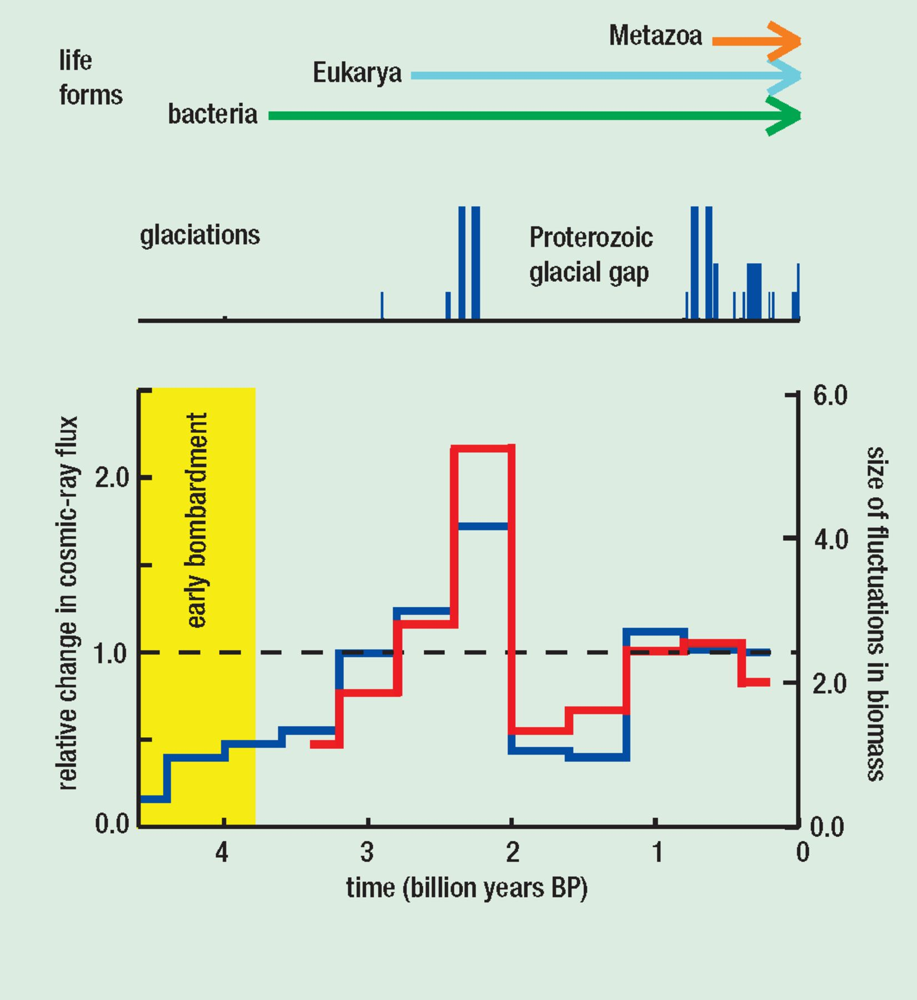 Metazoa
life
forms
Eukarya
bacteria
glaciations
Proterozoic
glacial gap
relative change in cosmic-ray flux
early bombardment
size of fluctuations in biomass
2.0
1.0
0.0
6.0
4.0
2.0
0.0
4 3 2 1 0
time (billion years BP)